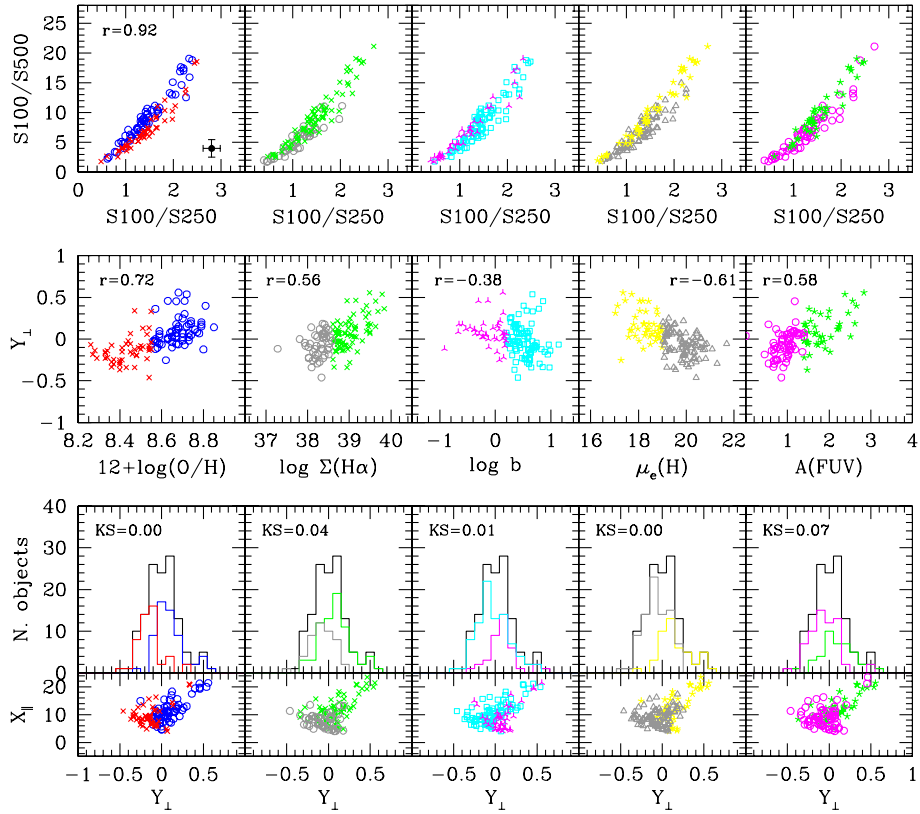 25
20
15
10
5
0
S100/S500
r=0.92
0 1 2 3 0 1 2 3 0 1 2 3 0 1 2 3 0 1 2 3 4
S100/S250 S100/S250 S100/S250 S100/S250 S100/S250
1
0.5
0
−0.5
−1
Y⊥
r=0.72 r=0.56 r=−0.38 r=−0.61 r=0.58
8.2 8.4 8.6 8.8 37 38 39 40 −1 0 1 16 18 20 22 0 1 2 3 4
12+log(O/H) log Σ(Hα) log b μe(H) A(FUV)
40
30
20
10
0
N. objects
KS=0.00 KS=0.04 KS=0.01 KS=0.00 KS=0.07
20
10
0
X∥
−1 −0.5 0 0.5 −0.5 0 0.5 −0.5 0 0.5 −0.5 0 0.5 −0.5 0 0.5 1
Y⊥ Y⊥ Y⊥ Y⊥ Y⊥